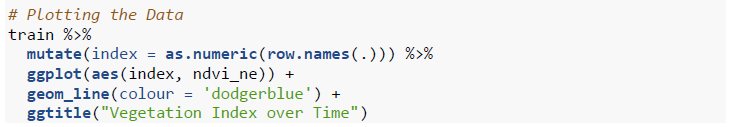 # Plotting the Data
train %>%
  mutate(index = as.numeric(row.names(.))) %>%
  ggplot(aes(index, ndvi_ne)) +
  geom_line(colour = 'dodgerblue') +
  ggtitle("Vegetation Index over Time")